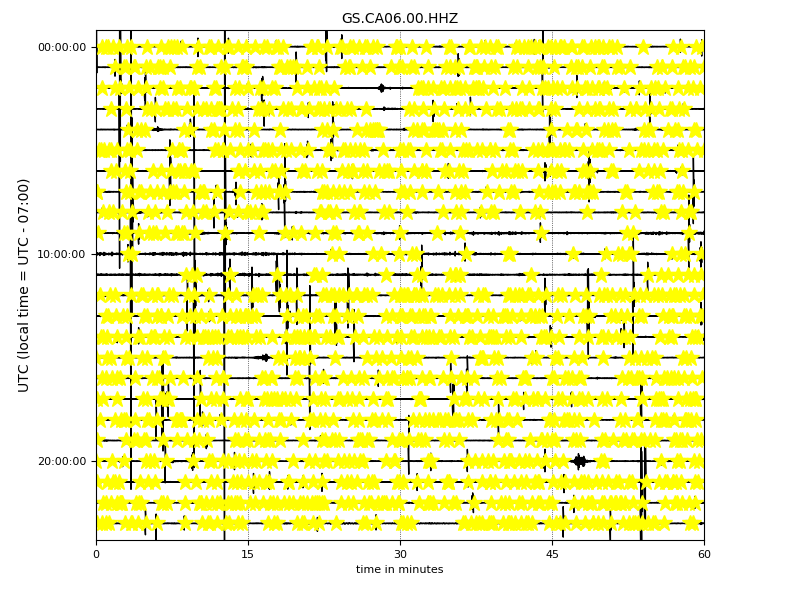 GS.CA06.00.HHZ
UTC (local time = UTC - 07:00)
00:00:00
10:00:00
20:00:00
0 15 30 45 60
time in minutes